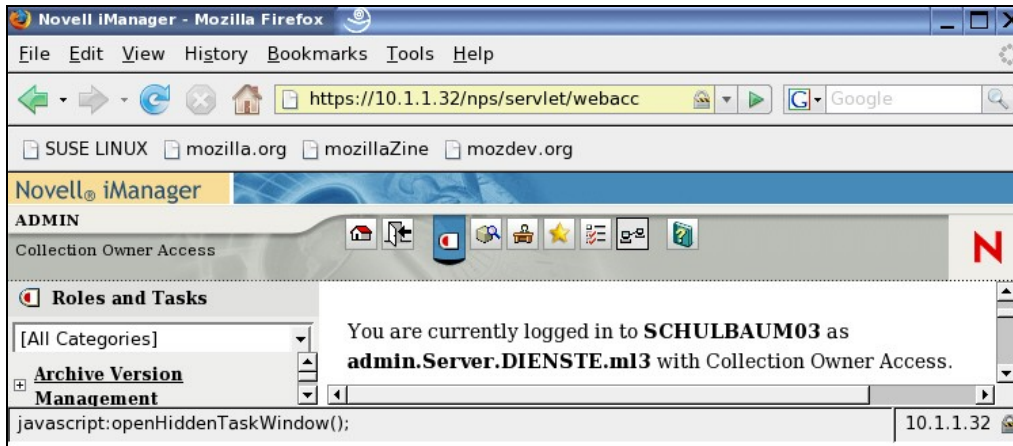 Novell iManager - Mozilla Firefox
File Edit View History Bookmarks Tools Help
https://10.1.1.32/nps/servlet/webacc
G Google
SUSE LINUX mozilla.org mozillaZine mozdev.org
Novell® iManager
ADMIN
Collection Owner Access
N
Roles and Tasks
[All Categories]
Archive Version
Management
You are currently logged in to SCHULBAUM03 as
admin.Server.DIENSTE.ml3 with Collection Owner Access.
javascript:openHiddenTaskWindow();
10.1.1.32